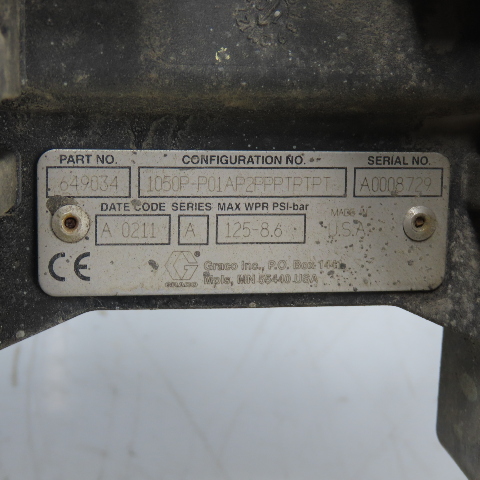 PART NO. CONFIGURATION NO. SERIAL NO.
649034 1050P-P01AP2PPPTPTPT A0008729
DATE CODE SERIES MAX WPR PSI-bar MADE IN
A 0211 A 125-8.6 U.S.A.
CE GRACO Graco Inc., P.O. Box 1441
Mpls, MN 55440 USA